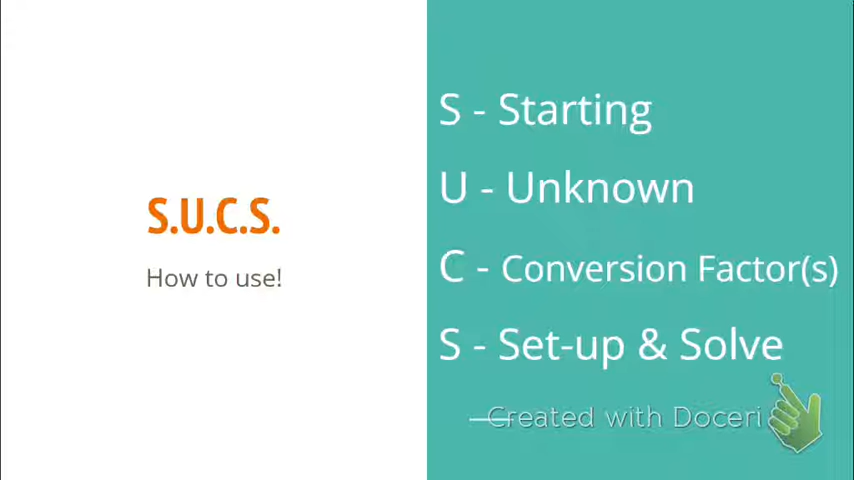 S.U.C.S.
How to use!
S - Starting
U - Unknown
C - Conversion Factor(s)
S - Set-up & Solve
Created with Doceri